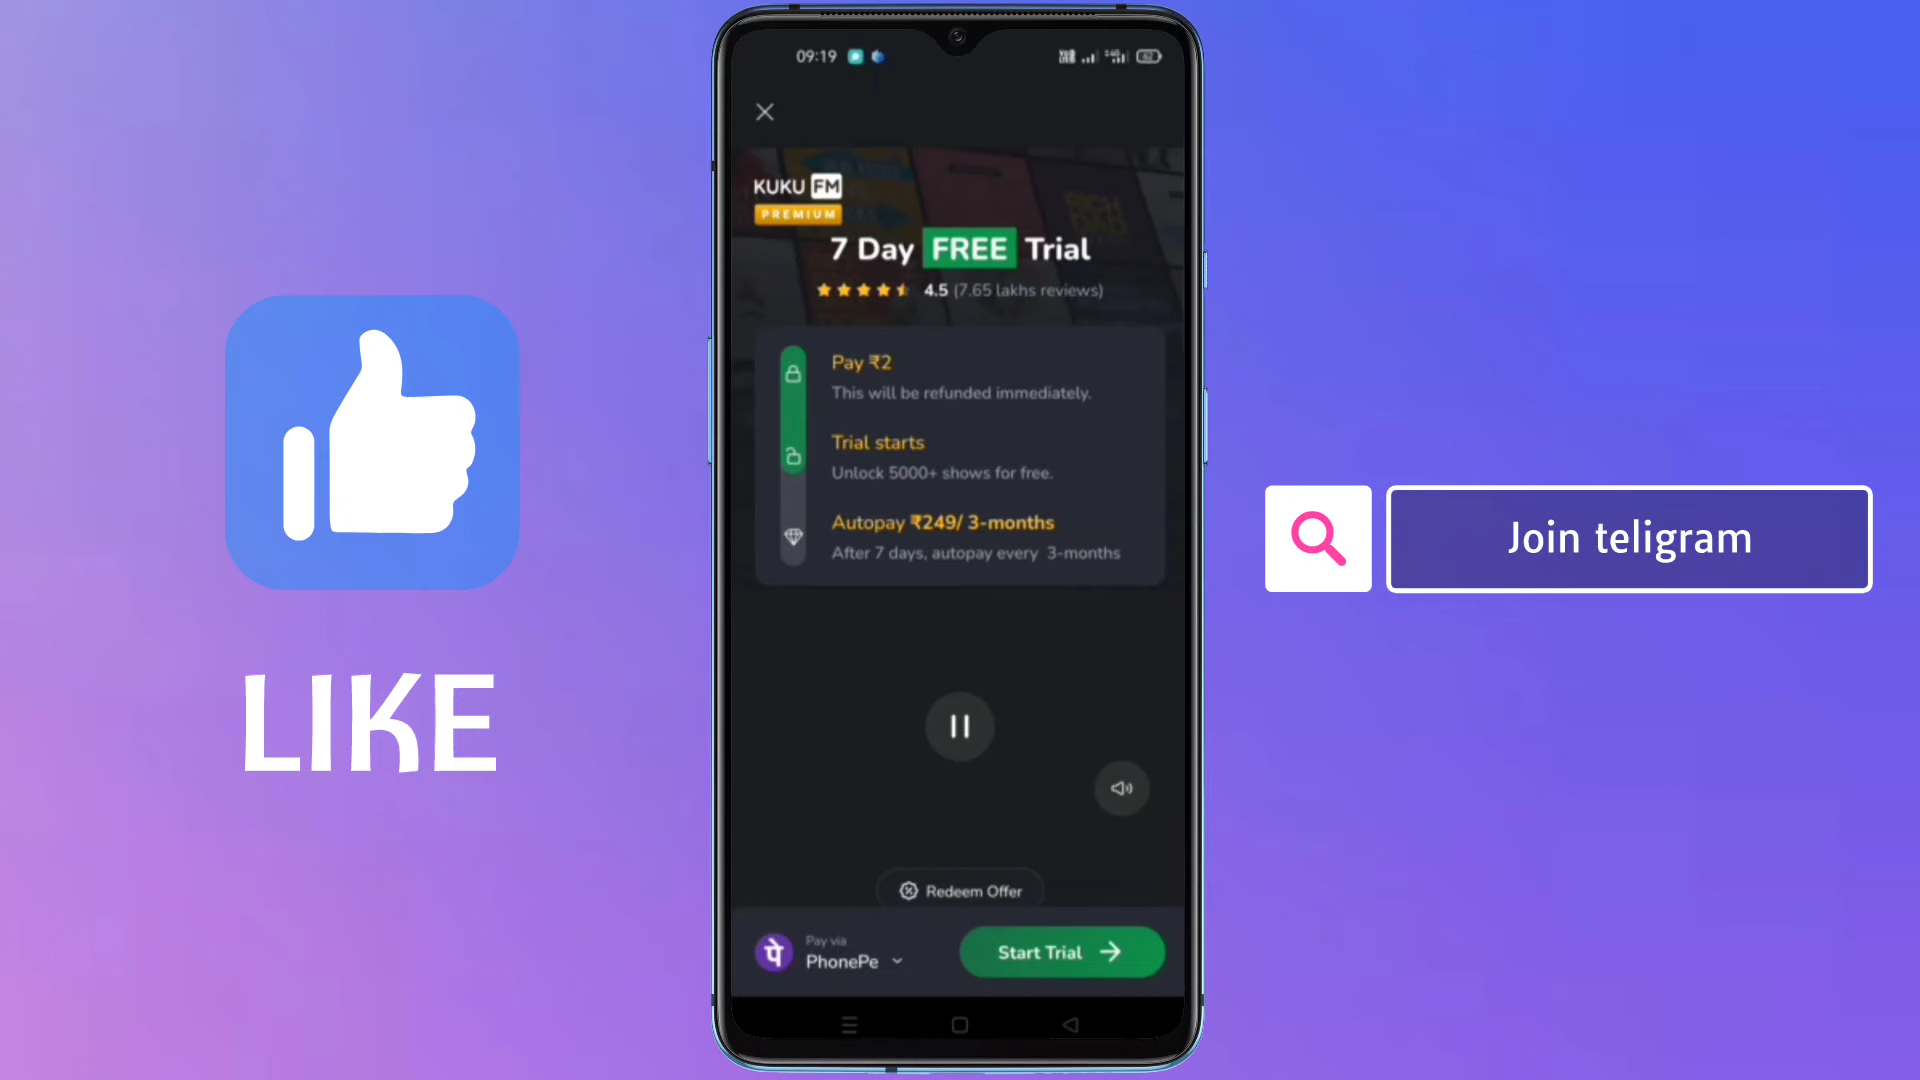 09:19
KUKU FM
PREMIUM
7 Day FREE Trial
4.5 (7.65 lakhs reviews)
Pay ₹2
This will be refunded immediately.
Trial starts
Unlock 5000+ shows for free.
Autopay ₹249/ 3-months
After 7 days, autopay every 3-months
LIKE
Join teligram
Redeem Offer
पे
Pay via
PhonePe
Start Trial